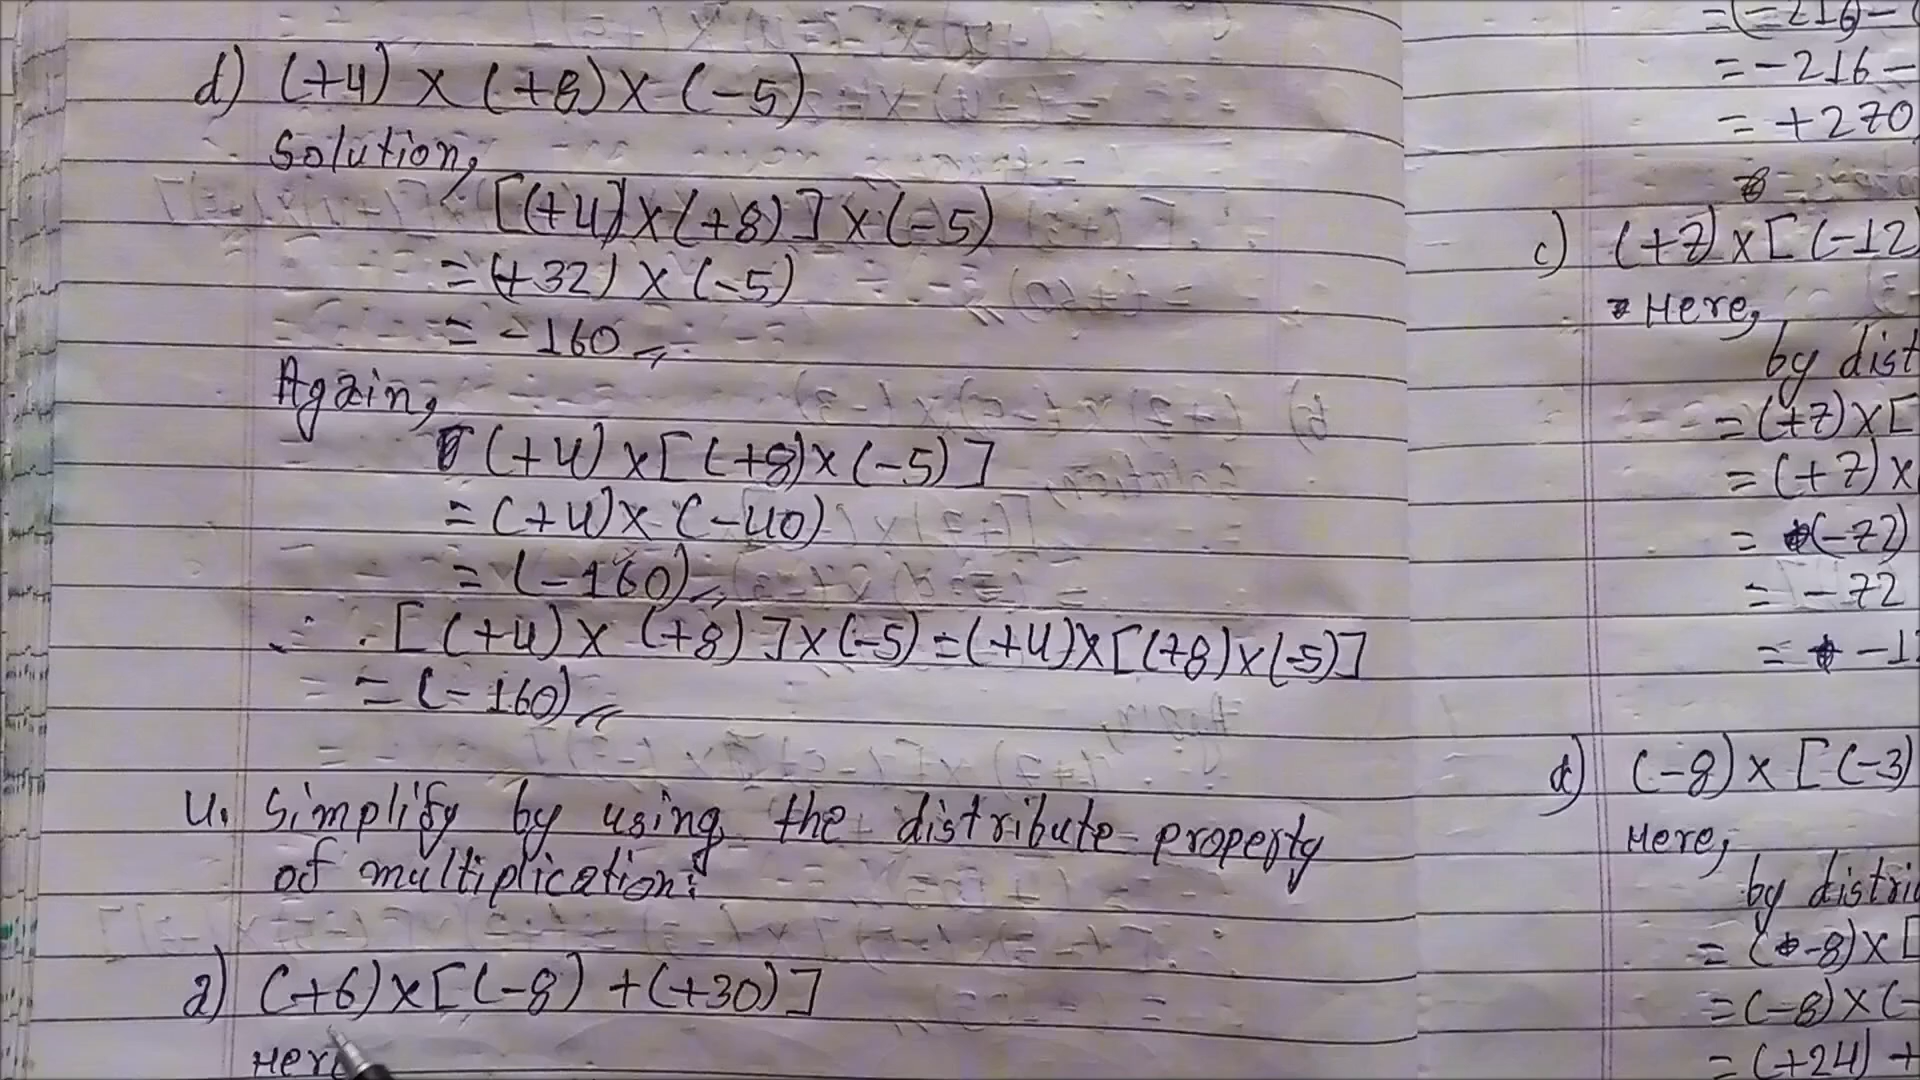 d) (+4) × (+8) × (-5)
Solution,
[(+4) × (+8)] × (-5)
= (+32) × (-5)
= -160
Again,
(+4) × [(+8) × (-5)]
= (+4) × (-40)
= (-160)
∴ [(+4) × (+8)] × (-5) = (+4) × [(+8) × (-5)]
= (-160)
4. Simplify by using the distribute property
of multiplication:
a) (+6) × [(-8) + (+30)]
Here
= (-216) -
= -216 -
= +270
c) (+7) × [(-12)
Here,
by dist
= (+7) × [
= (+7) ×
= (-72)
= -72
= -1
d) (-8) × [(-3)
Here,
by distri
= (-8) × [
= (-8) × (-
= (+24) +